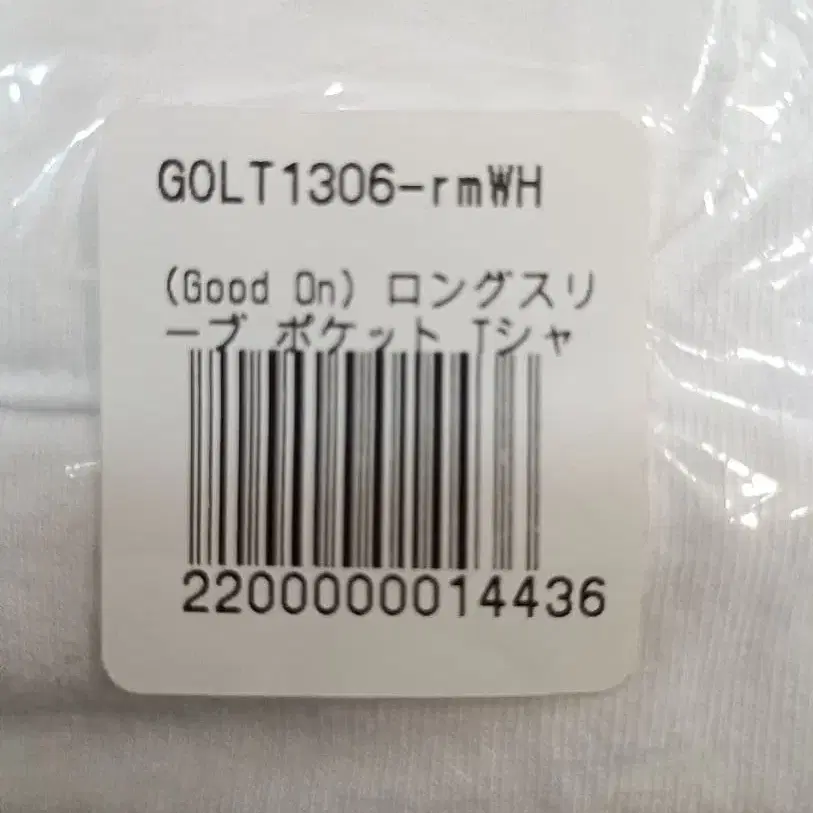 GOLT1306-rmWH
(Good On) ロングスリ
ーブ ポケット Tシャ
2200000014436